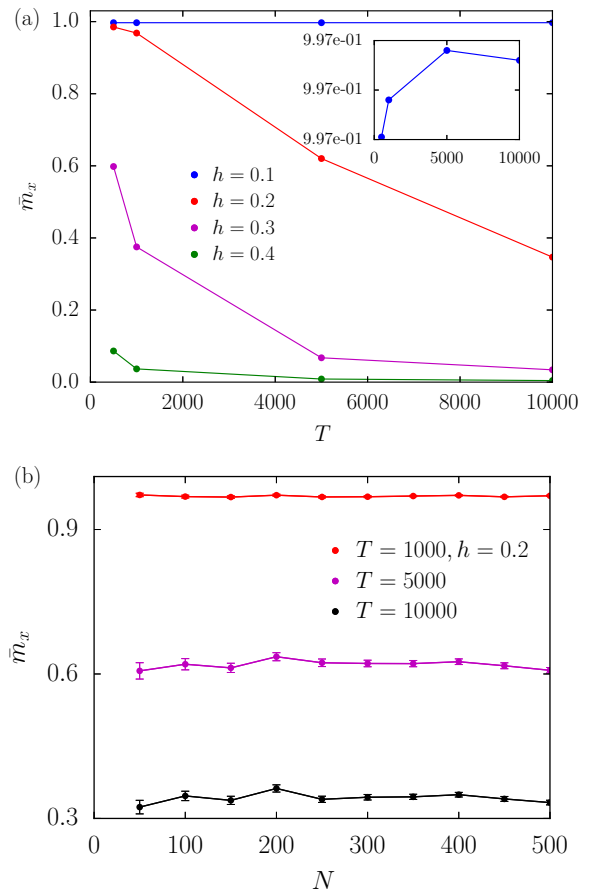 (a)
1.0
0.8
0.6
0.4
0.2
0.0
m̄ₓ
9.97e-01
9.97e-01
9.97e-01
0 5000 10000
h = 0.1
h = 0.2
h = 0.3
h = 0.4
0 2000 4000 6000 8000 10000
T
(b)
0.9
0.6
0.3
m̄ₓ
T = 1000, h = 0.2
T = 5000
T = 10000
0 100 200 300 400 500
N